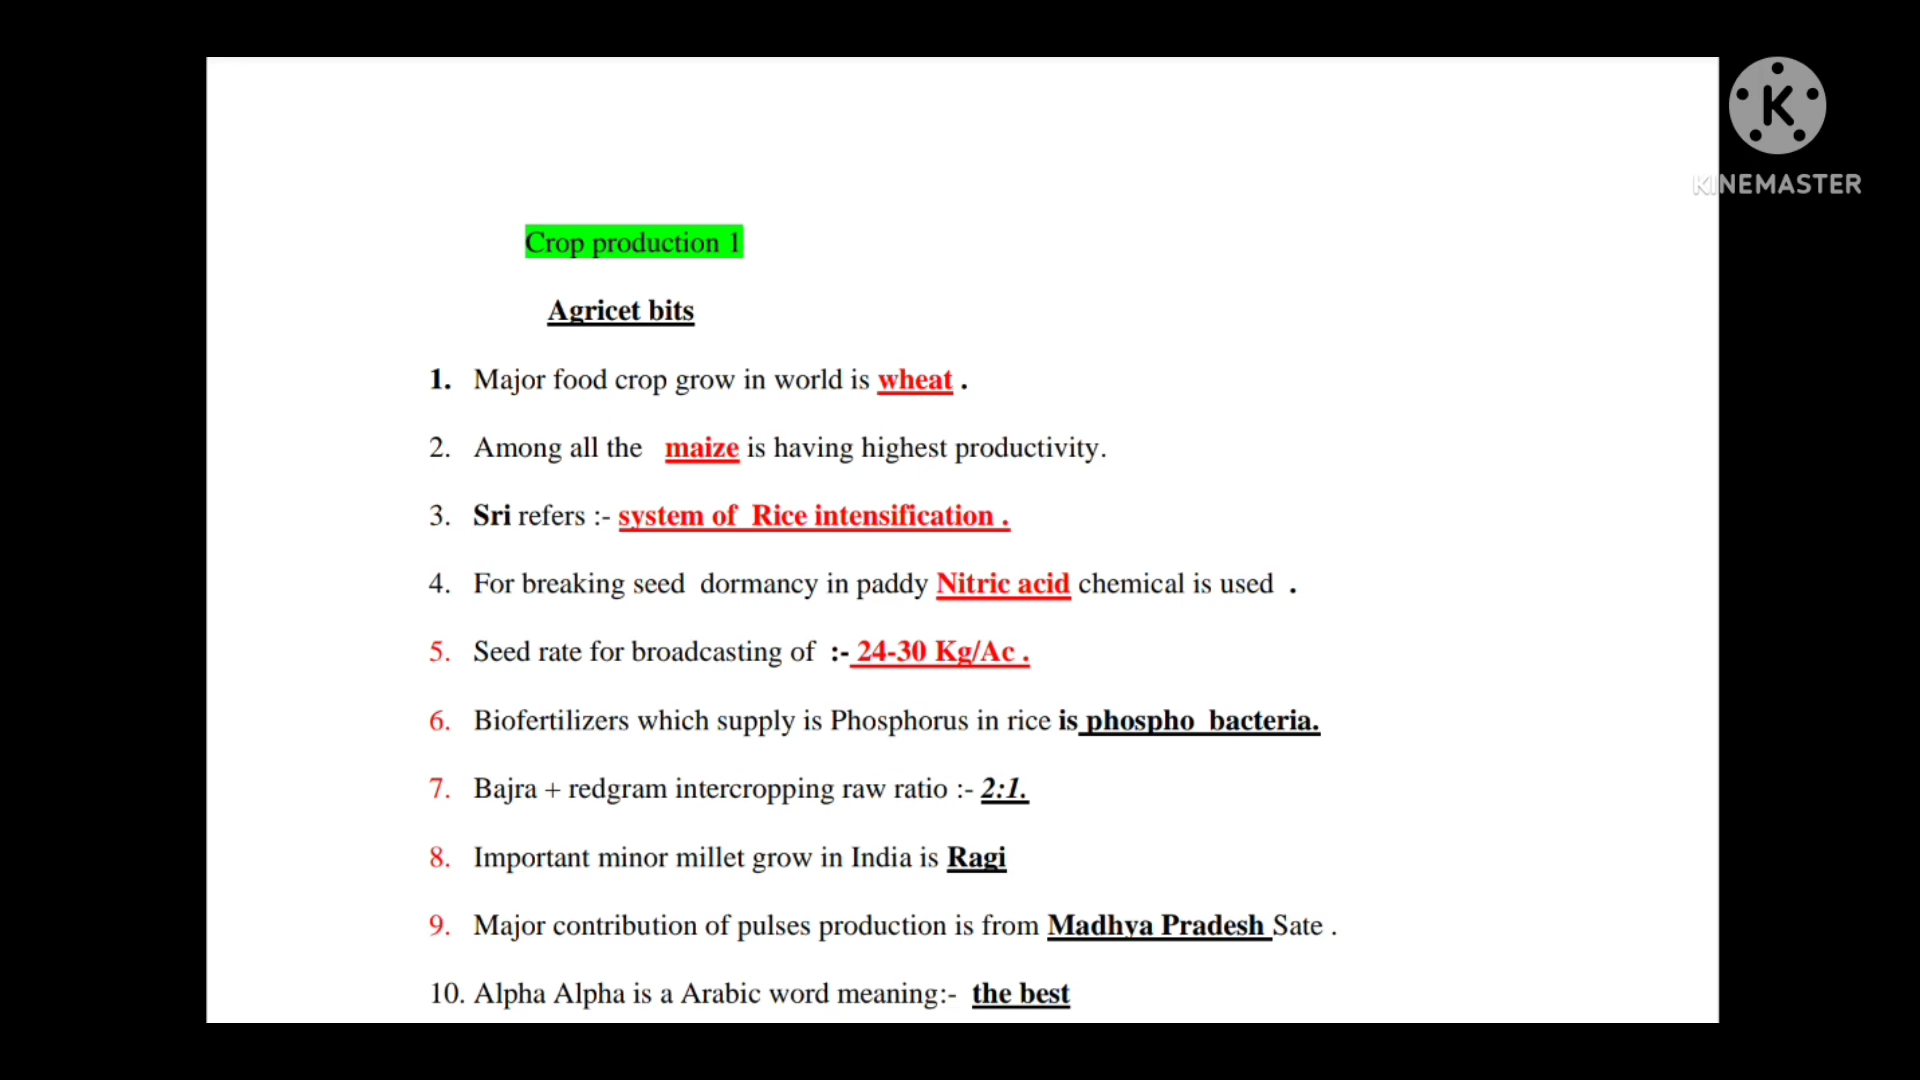 KINEMASTER
Crop production 1
Agricet bits
1. Major food crop grow in world is wheat .
2. Among all the maize is having highest productivity.
3. Sri refers :- system of Rice intensification .
4. For breaking seed dormancy in paddy Nitric acid chemical is used .
5. Seed rate for broadcasting of :- 24-30 Kg/Ac .
6. Biofertilizers which supply is Phosphorus in rice is phospho bacteria.
7. Bajra + redgram intercropping raw ratio :- 2:1.
8. Important minor millet grow in India is Ragi
9. Major contribution of pulses production is from Madhya Pradesh Sate .
10. Alpha Alpha is a Arabic word meaning:- the best